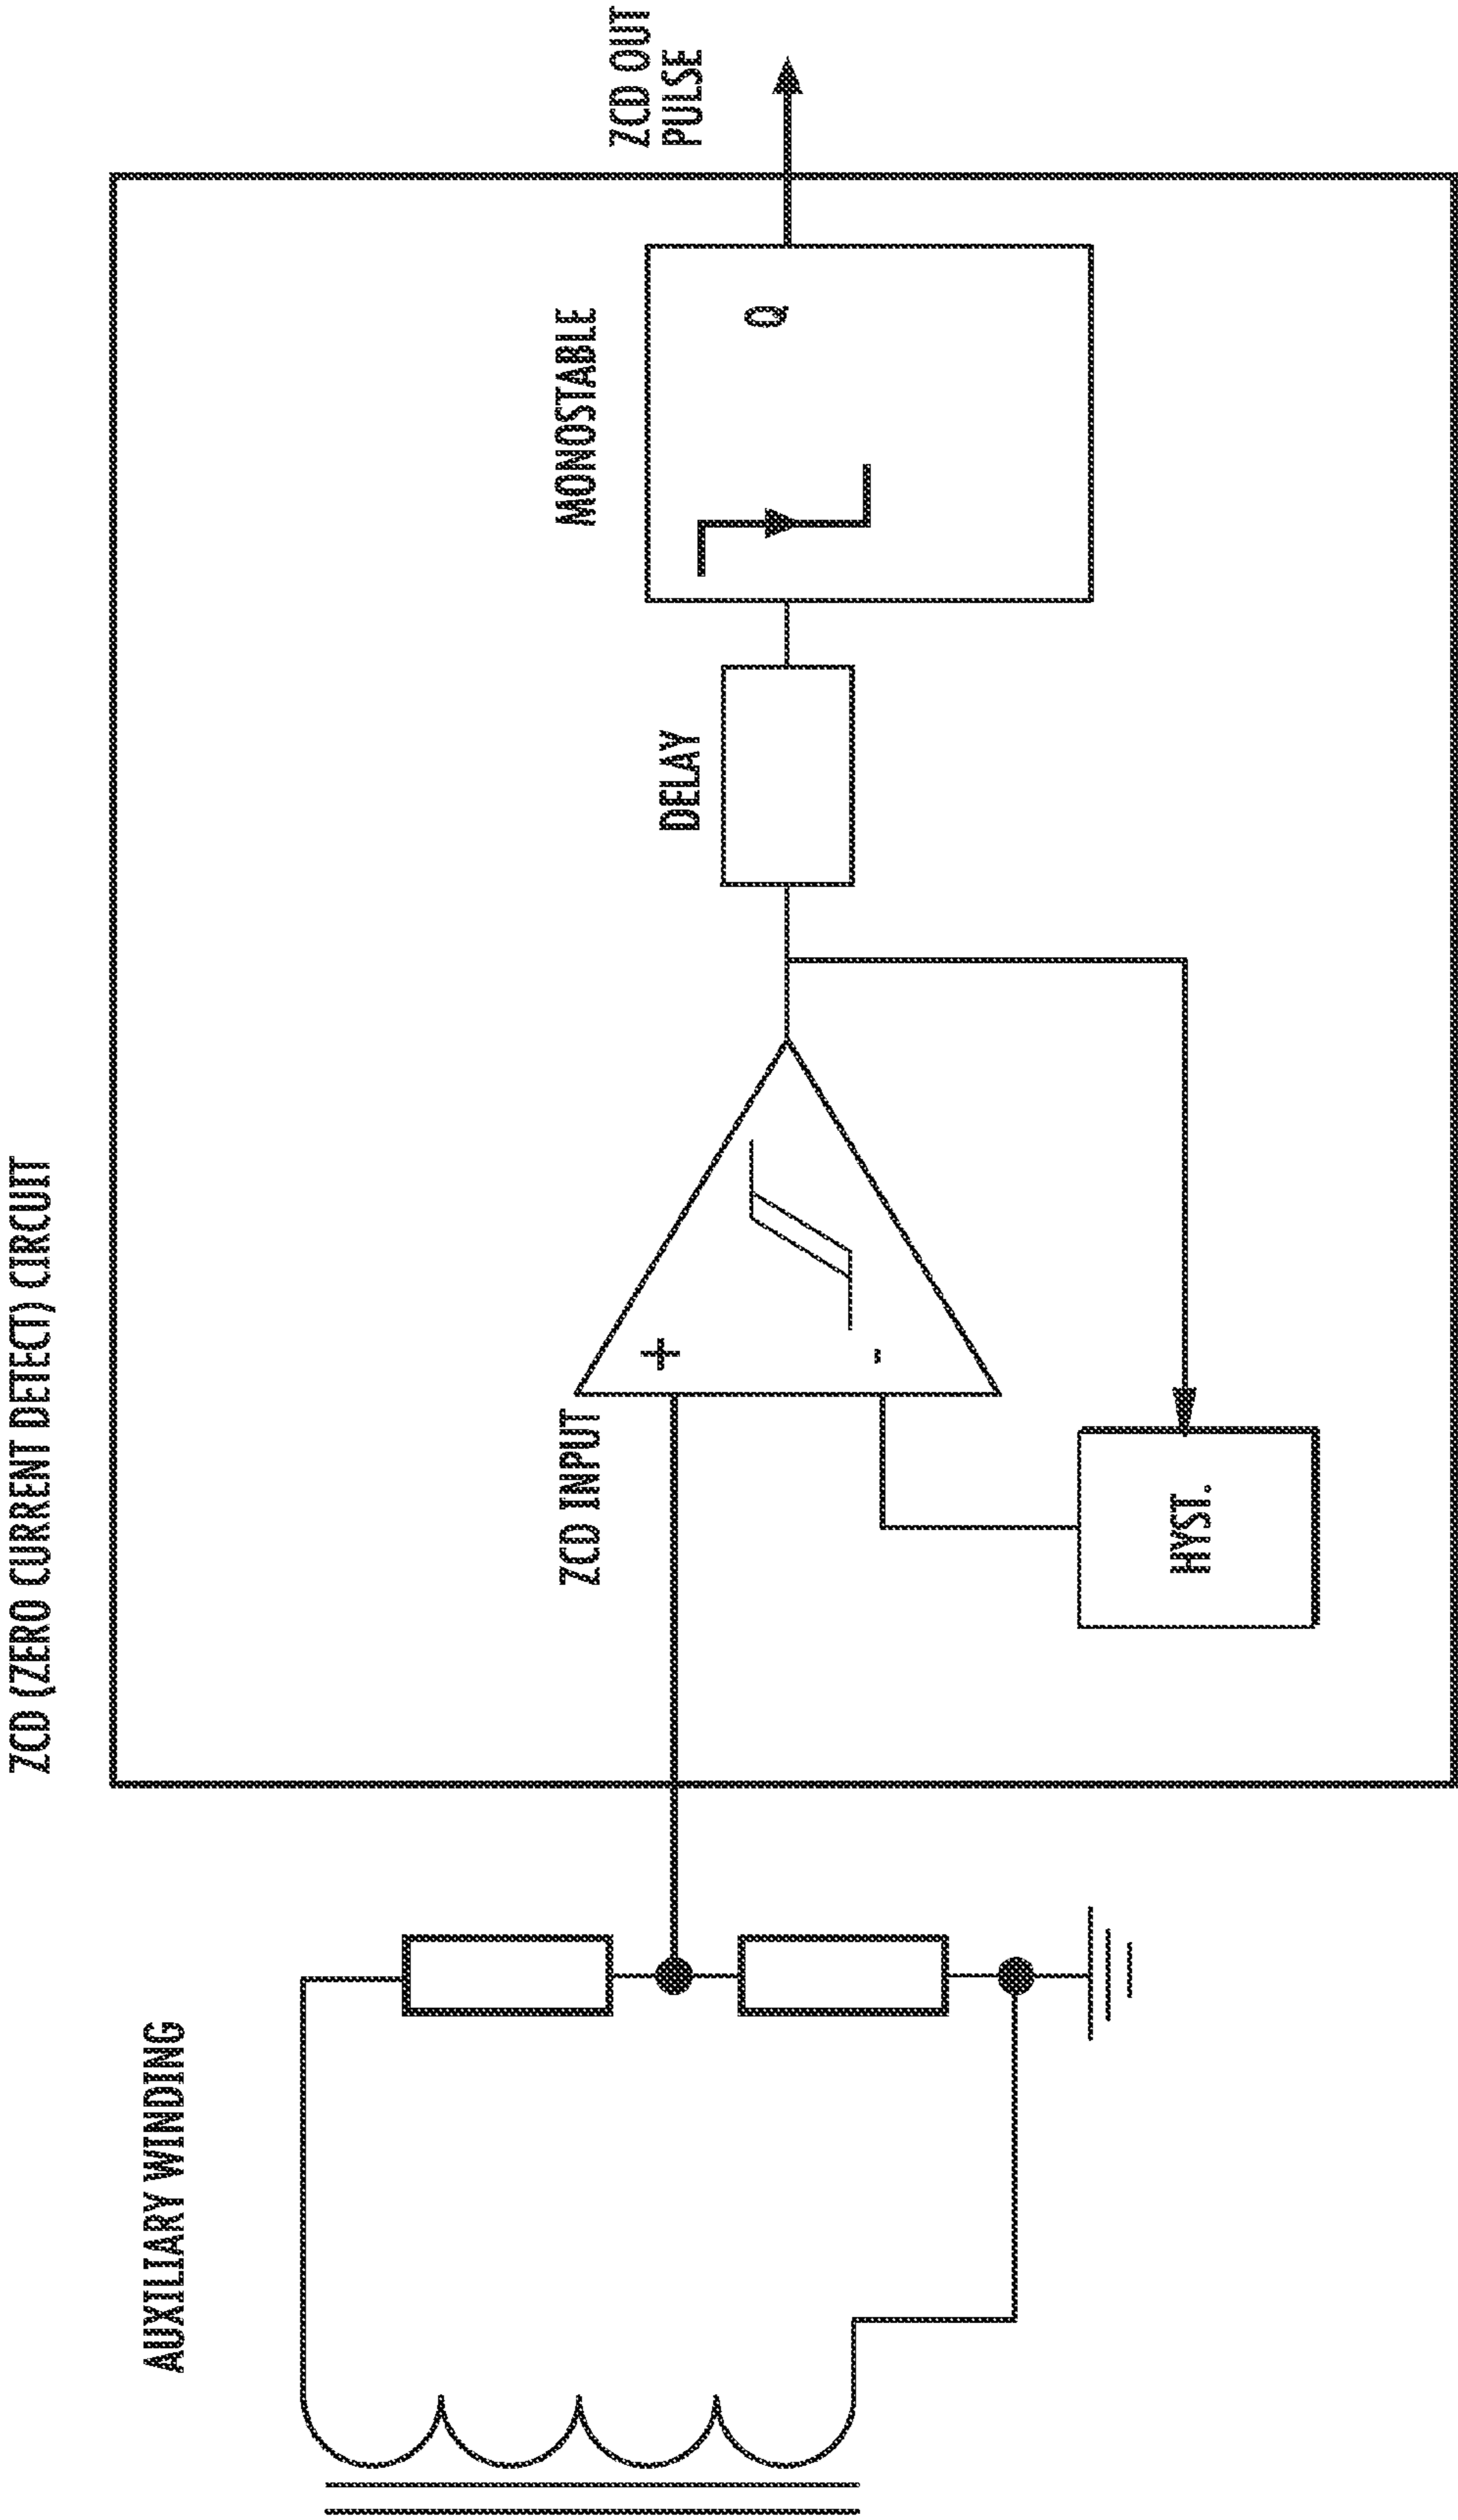 ZCD (ZERO CURRENT DETECT) CIRCUIT
AUXILIARY WINDING
ZCD INPUT
+
-
HYST.
DELAY
MONOSTABLE
Q
ZCD OUT
PULSE